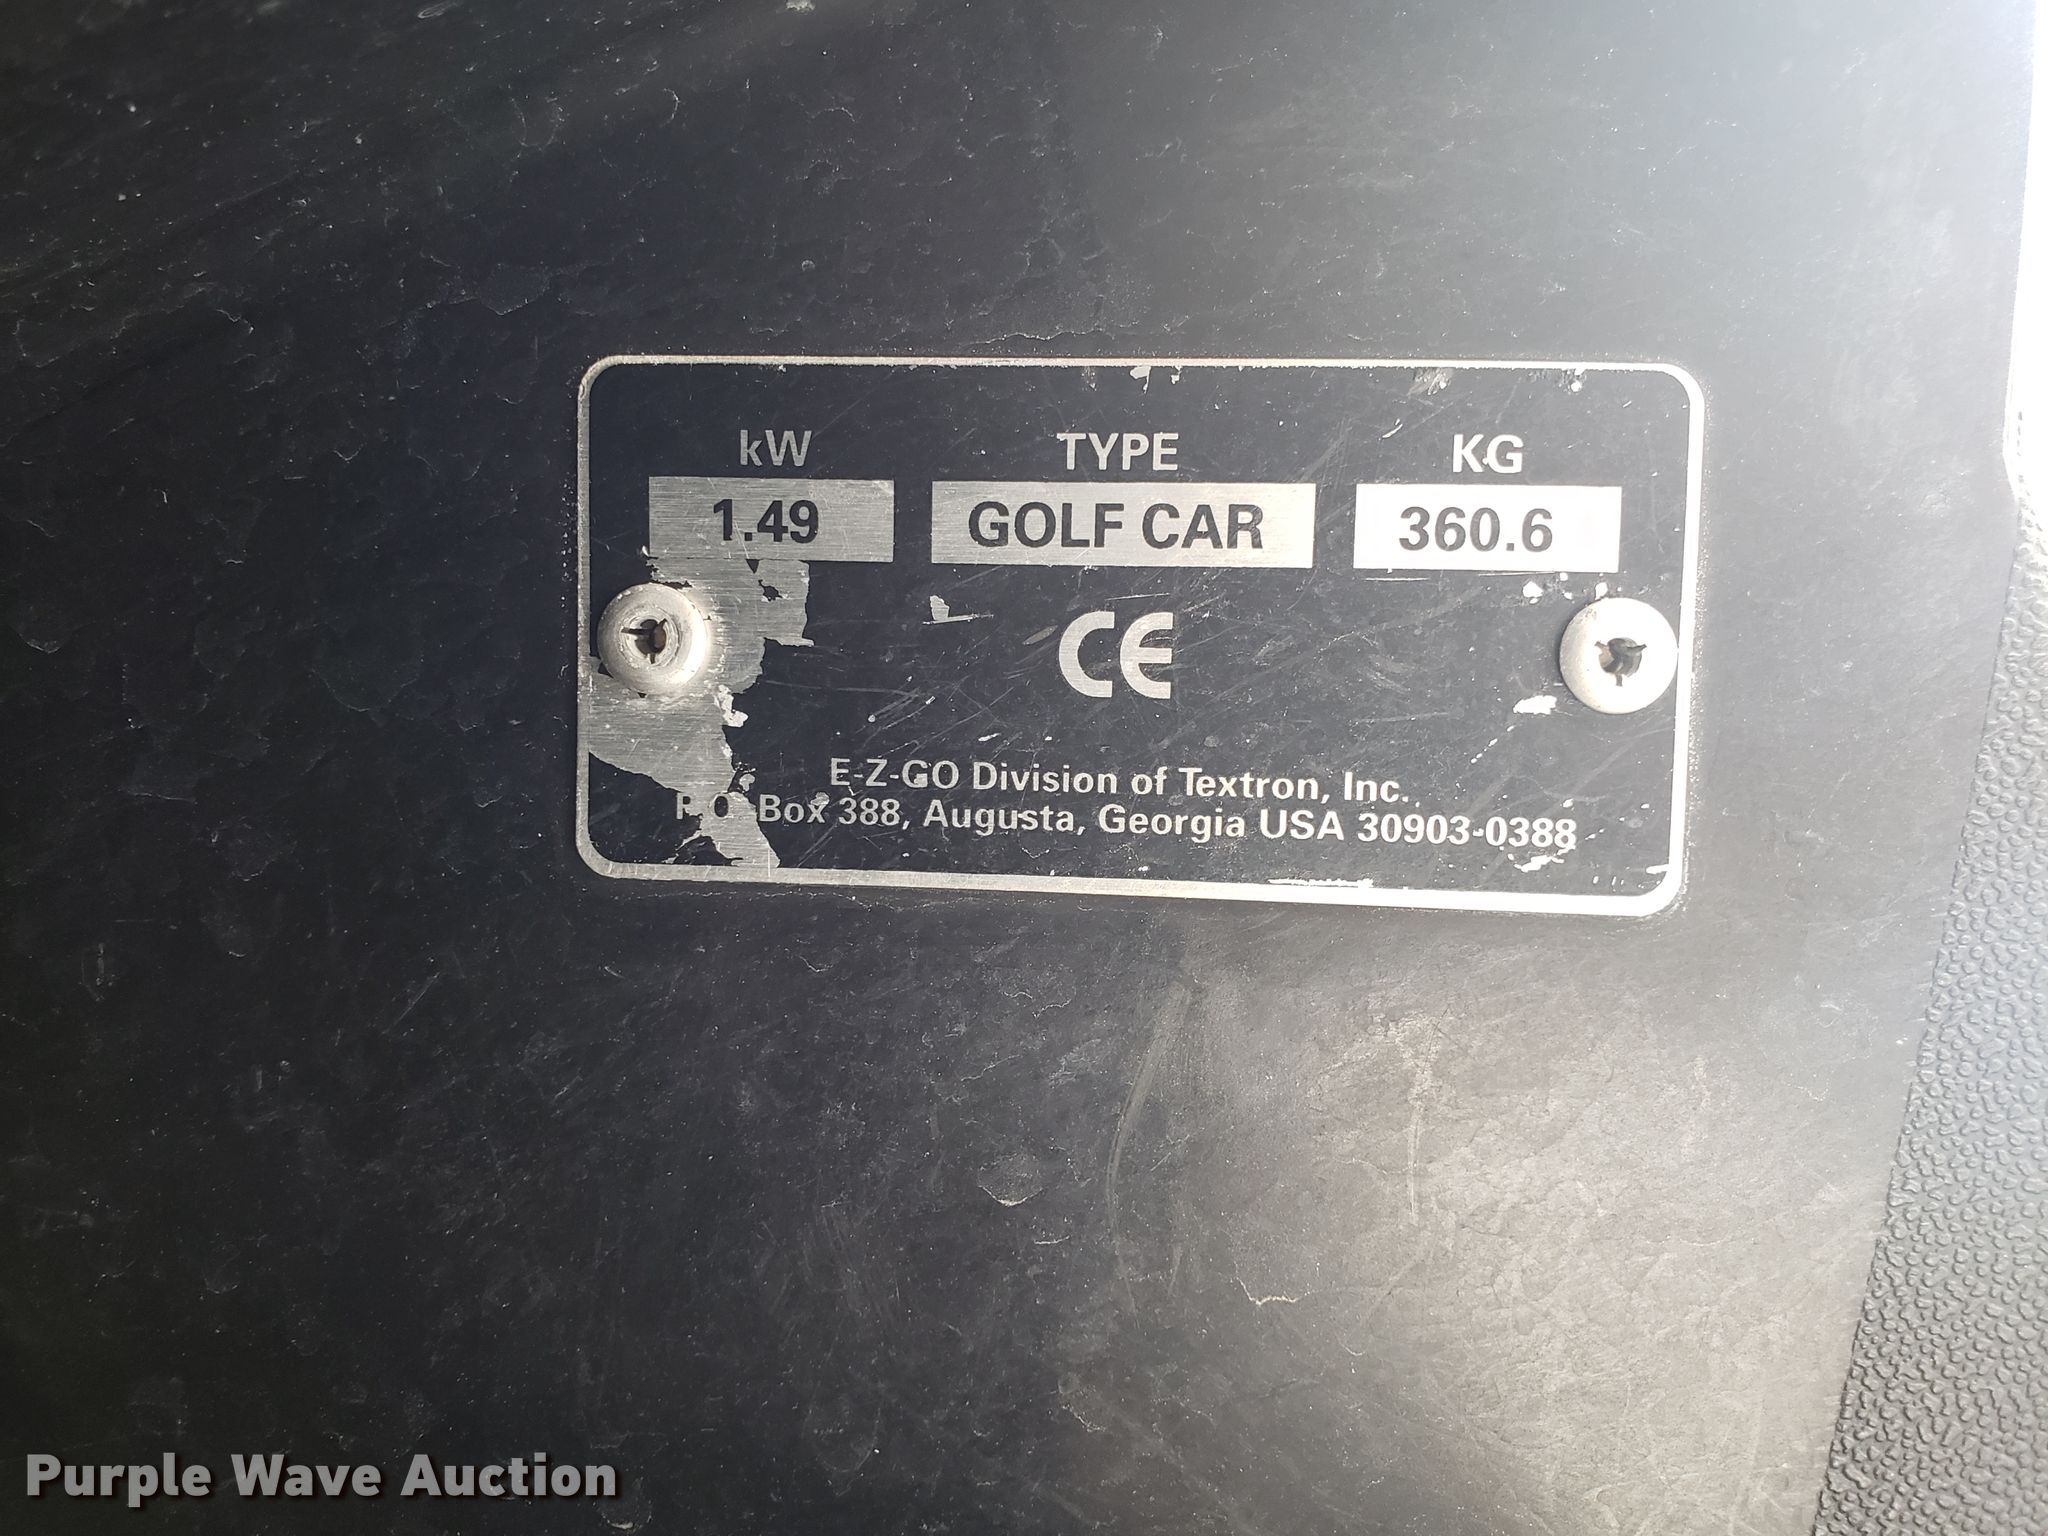 kW TYPE KG
1.49 GOLF CAR 360.6
CE
E-Z-GO Division of Textron, Inc.
P.O. Box 388, Augusta, Georgia USA 30903-0388
Purple Wave Auction